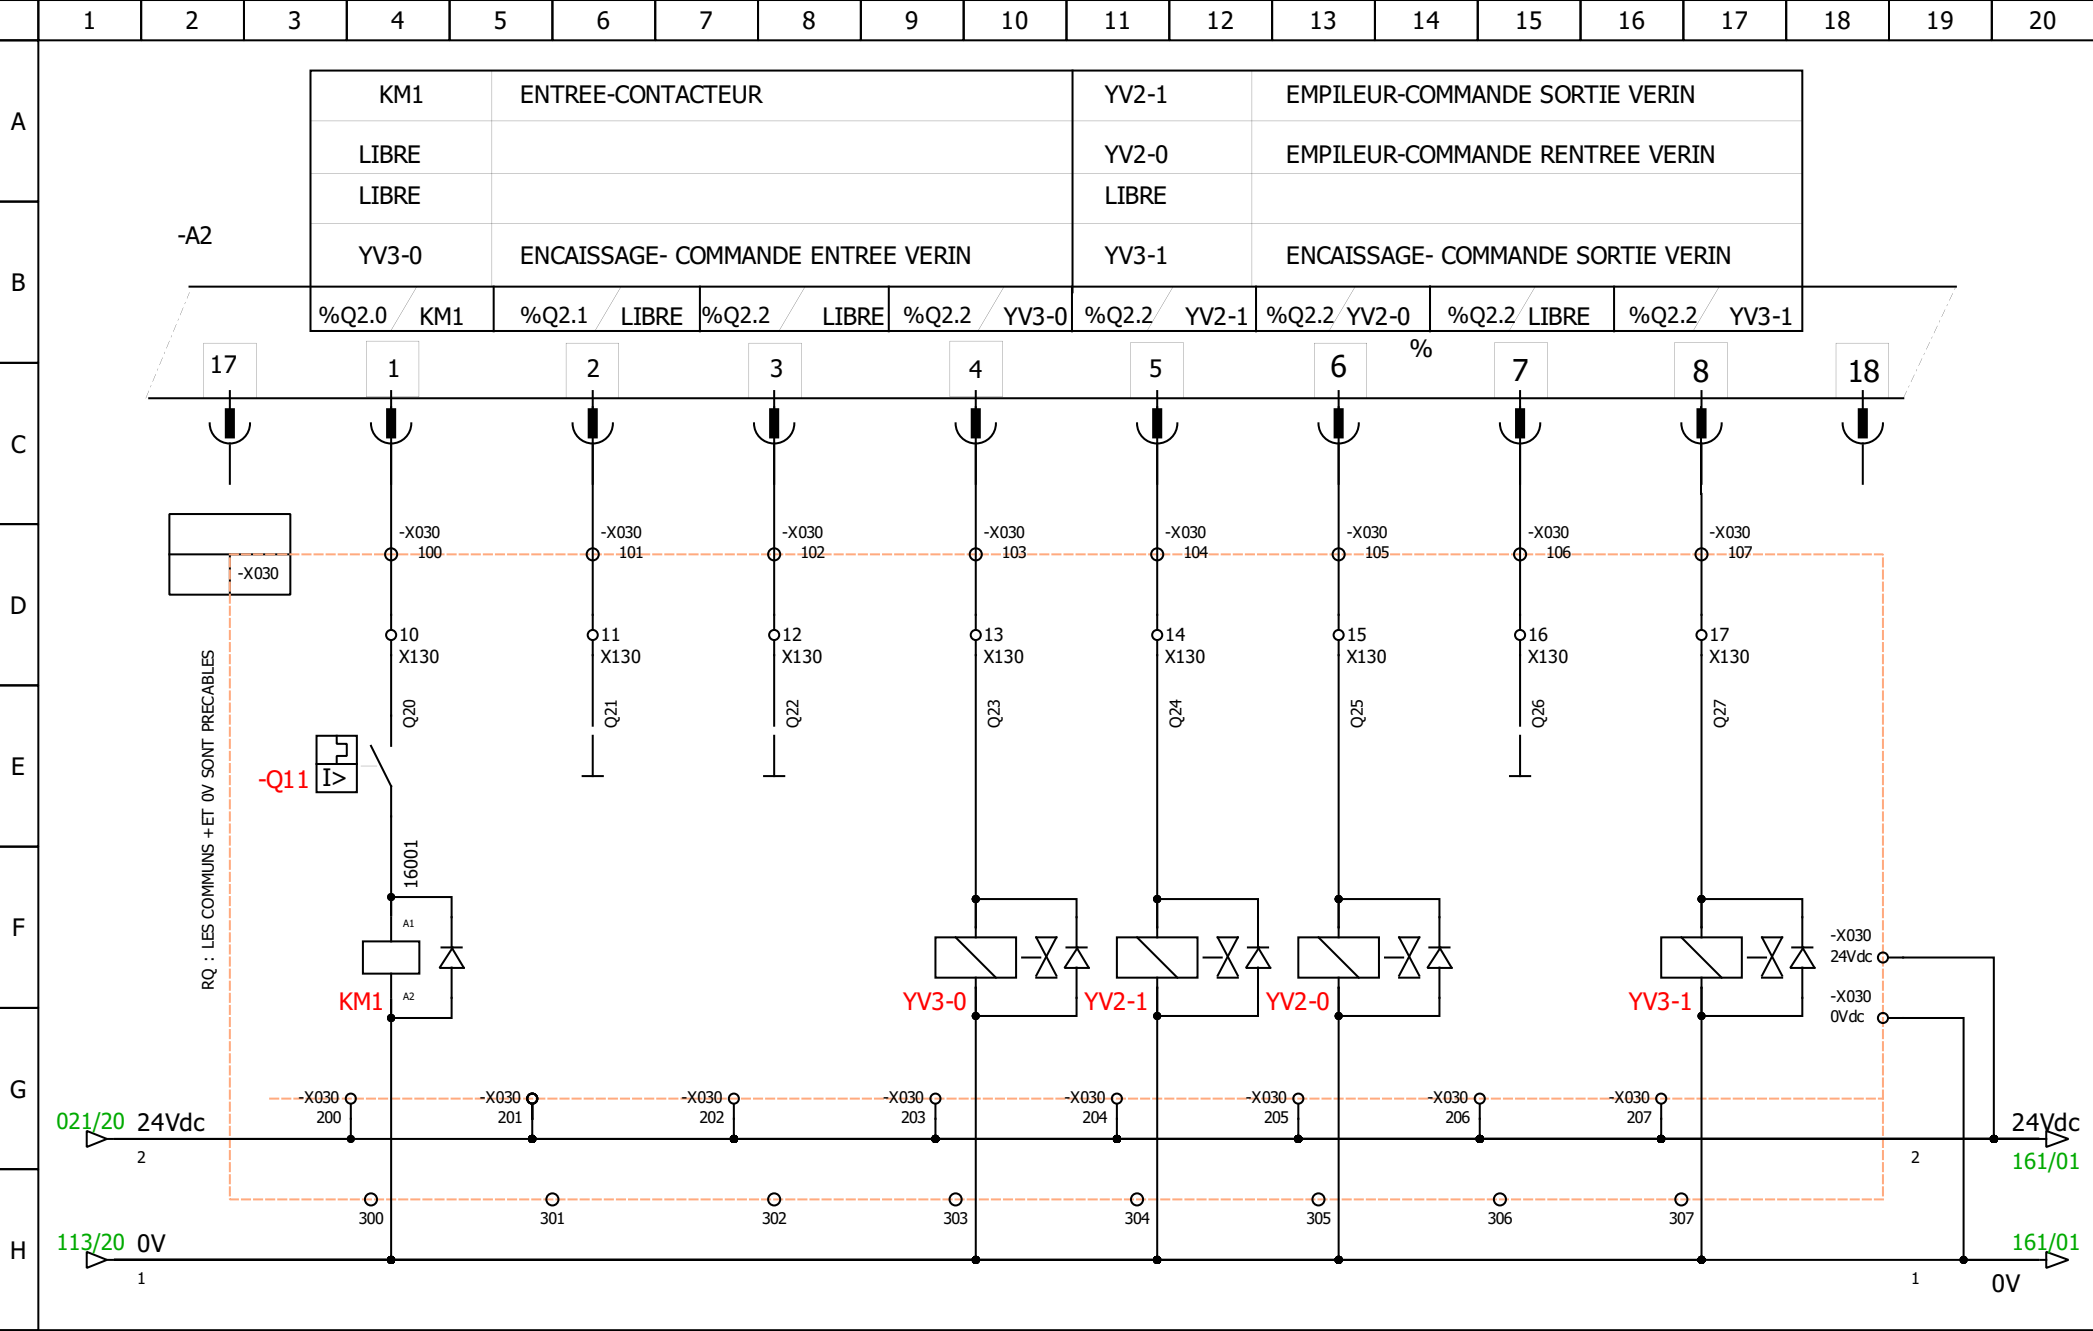 1 2 3 4 5 6 7 8 9 10 11 12 13 14 15 16 17 18 19 20
A
KM1 ENTREE-CONTACTEUR YV2-1 EMPILEUR-COMMANDE SORTIE VERIN
LIBRE YV2-0 EMPILEUR-COMMANDE RENTREE VERIN
LIBRE LIBRE
-A2
B
YV3-0 ENCAISSAGE- COMMANDE ENTREE VERIN YV3-1 ENCAISSAGE- COMMANDE SORTIE VERIN
%Q2.0 KM1 %Q2.1 LIBRE %Q2.2 LIBRE %Q2.2 YV3-0 %Q2.2 YV2-1 %Q2.2 YV2-0 %Q2.2 LIBRE %Q2.2 YV3-1
%
17 1 2 3 4 5 6 7 8 18
C
-X030 -X030 -X030 -X030 -X030 -X030 -X030 -X030
100 101 102 103 104 105 106 107
-X030
D
10 11 12 13 14 15 16 17
X130 X130 X130 X130 X130 X130 X130 X130
RQ : LES COMMUNS + ET 0V SONT PRECABLES
Q20 Q21 Q22 Q23 Q24 Q25 Q26 Q27
E
-Q11 I>
16001
F
A1
-X030
24Vdc
A2
KM1 YV3-0 YV2-1 YV2-0 YV3-1
-X030
0Vdc
G
-X030 -X030 -X030 -X030 -X030 -X030 -X030 -X030
200 201 202 203 204 205 206 207
021/20 24Vdc 24Vdc
2 2 161/01
300 301 302 303 304 305 306 307
H
113/20 0V 161/01
1 1 0V